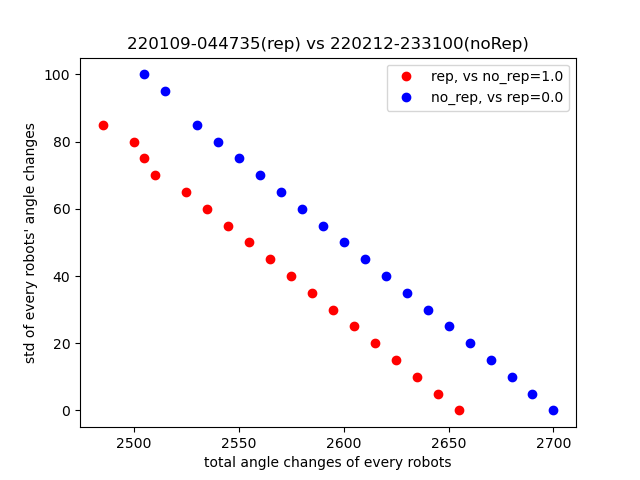 220109-044735(rep) vs 220212-233100(noRep)
rep, vs no_rep=1.0
no_rep, vs rep=0.0
std of every robots' angle changes
100
80
60
40
20
0
2500 2550 2600 2650 2700
total angle changes of every robots